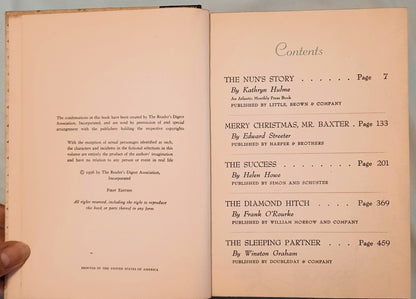 The condensations in this book have been created by The Reader's Digest
Association, Incorporated, and are used by permission of and special
arrangement with the publishers holding the respective copyrights.
With the exception of actual personages identified as such,
the characters and incidents in the fictional selections in this
volume are entirely the product of the authors' imagination and
have no relation to any person or event in real life
© 1956 by The Reader's Digest Association,
Incorporated
First Edition
All rights reserved, including the right to reproduce
this book or parts thereof in any form.
PRINTED IN THE UNITED STATES OF AMERICA
Contents
THE NUN'S STORY . . . . . . Page 7
By Kathryn Hulme
An Atlantic Monthly Press Book
PUBLISHED BY LITTLE, BROWN & COMPANY
MERRY CHRISTMAS, MR. BAXTER . Page 133
By Edward Streeter
PUBLISHED BY HARPER & BROTHERS
THE SUCCESS . . . . . . . Page 201
By Helen Howe
PUBLISHED BY SIMON AND SCHUSTER
THE DIAMOND HITCH . . . . . Page 369
By Frank O'Rourke
PUBLISHED BY WILLIAM MORROW AND COMPANY
THE SLEEPING PARTNER . . . . Page 459
By Winston Graham
PUBLISHED BY DOUBLEDAY & COMPANY